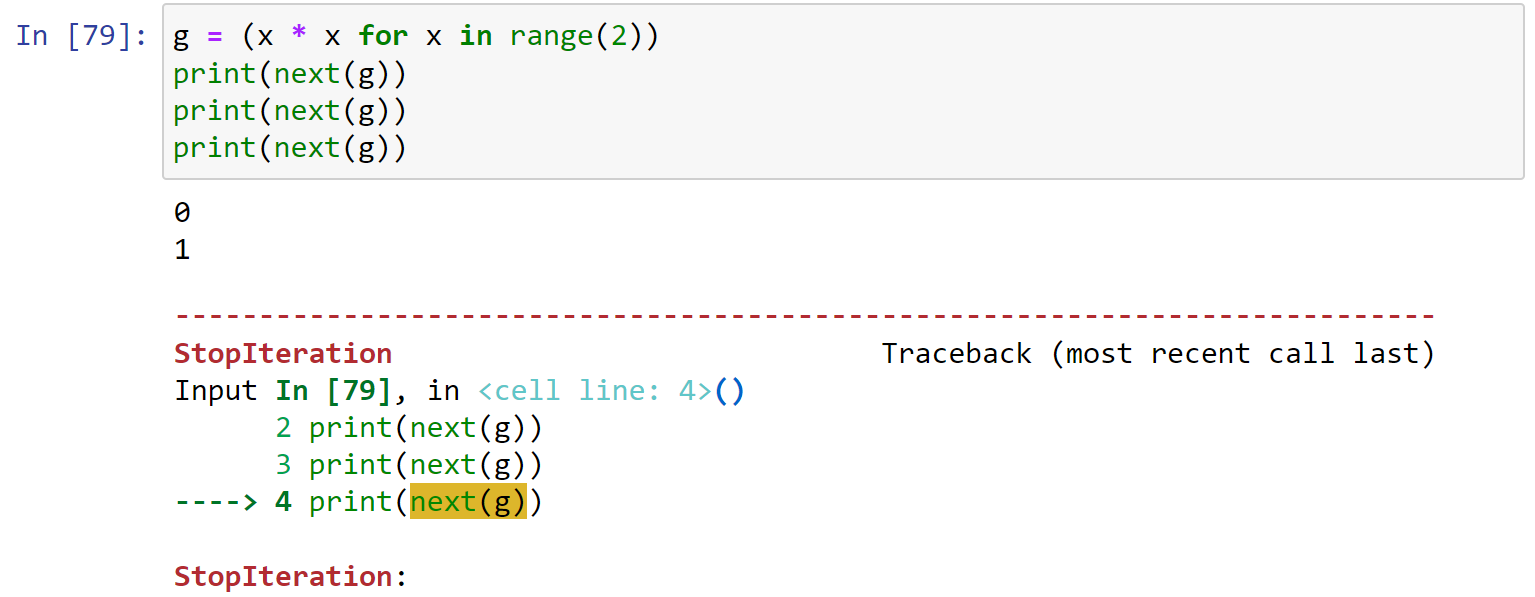 In [79]: g = (x * x for x in range(2))
print(next(g))
print(next(g))
print(next(g))
0
1
---------------------------------------------------------------------------
StopIteration                             Traceback (most recent call last)
Input In [79], in <cell line: 4>()
      2 print(next(g))
      3 print(next(g))
----> 4 print(next(g))
StopIteration: